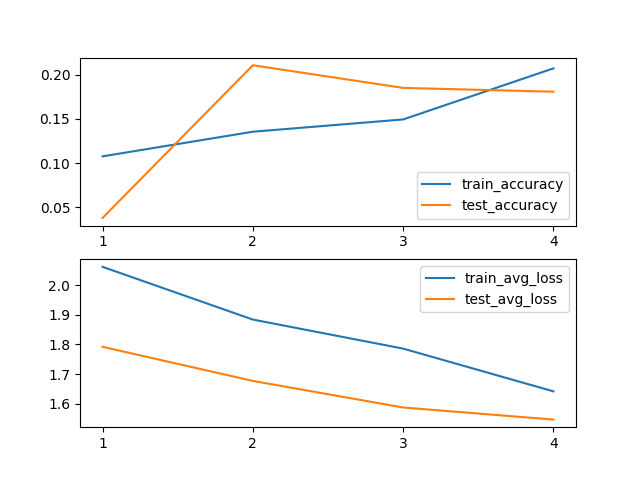 0.20
0.15
0.10
0.05
train_accuracy
test_accuracy
1 2 3 4
2.0
1.9
1.8
1.7
1.6
train_avg_loss
test_avg_loss
1 2 3 4